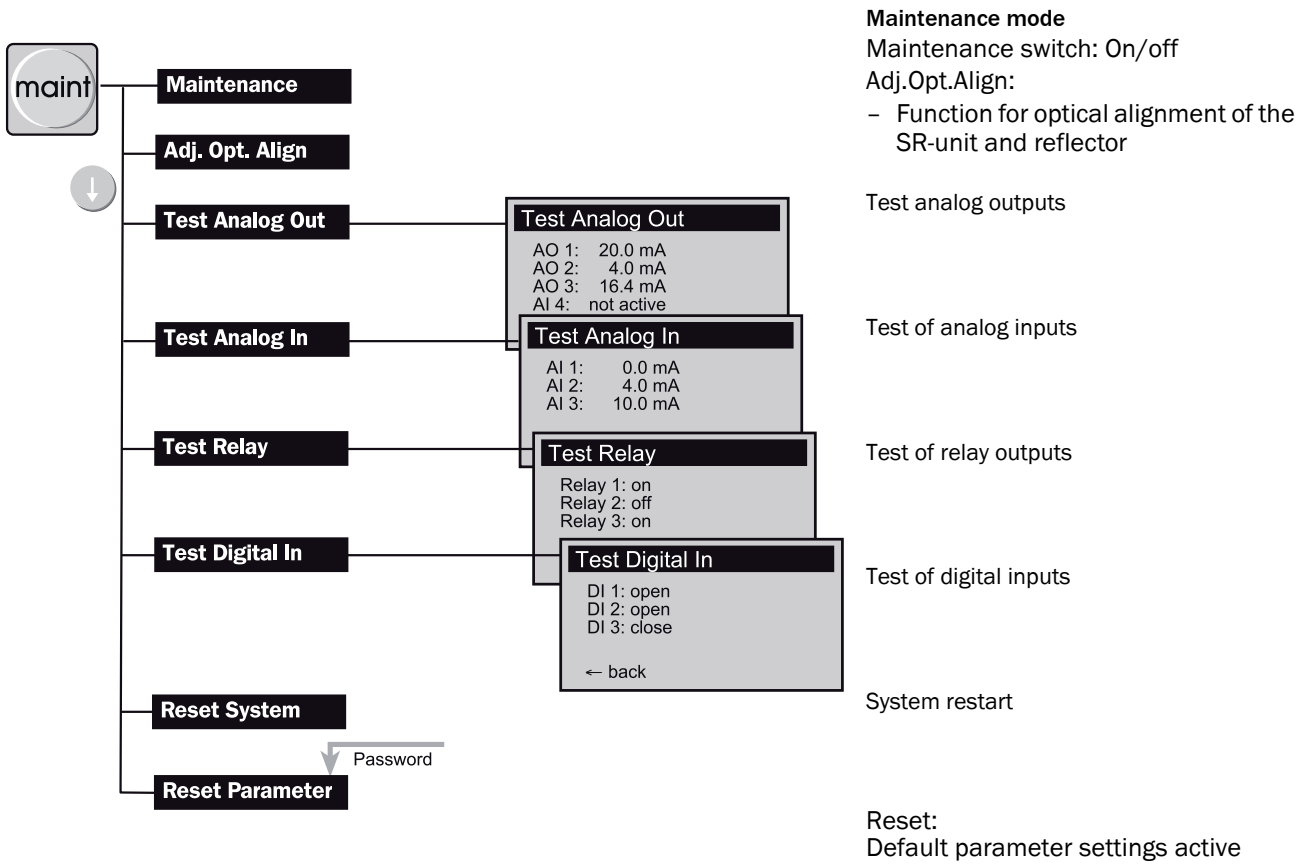 maint
Maintenance
Adj. Opt. Align
Test Analog Out
Test Analog In
Test Relay
Test Digital In
Reset System
Password
Reset Parameter
Test Analog Out
AO 1: 20.0 mA
AO 2: 4.0 mA
AO 3: 16.4 mA
AI 4: not active
Test Analog In
AI 1: 0.0 mA
AI 2: 4.0 mA
AI 3: 10.0 mA
Test Relay
Relay 1: on
Relay 2: off
Relay 3: on
Test Digital In
DI 1: open
DI 2: open
DI 3: close
← back
Maintenance mode
Maintenance switch: On/off
Adj.Opt.Align:
– Function for optical alignment of the
SR-unit and reflector
Test analog outputs
Test of analog inputs
Test of relay outputs
Test of digital inputs
System restart
Reset:
Default parameter settings active